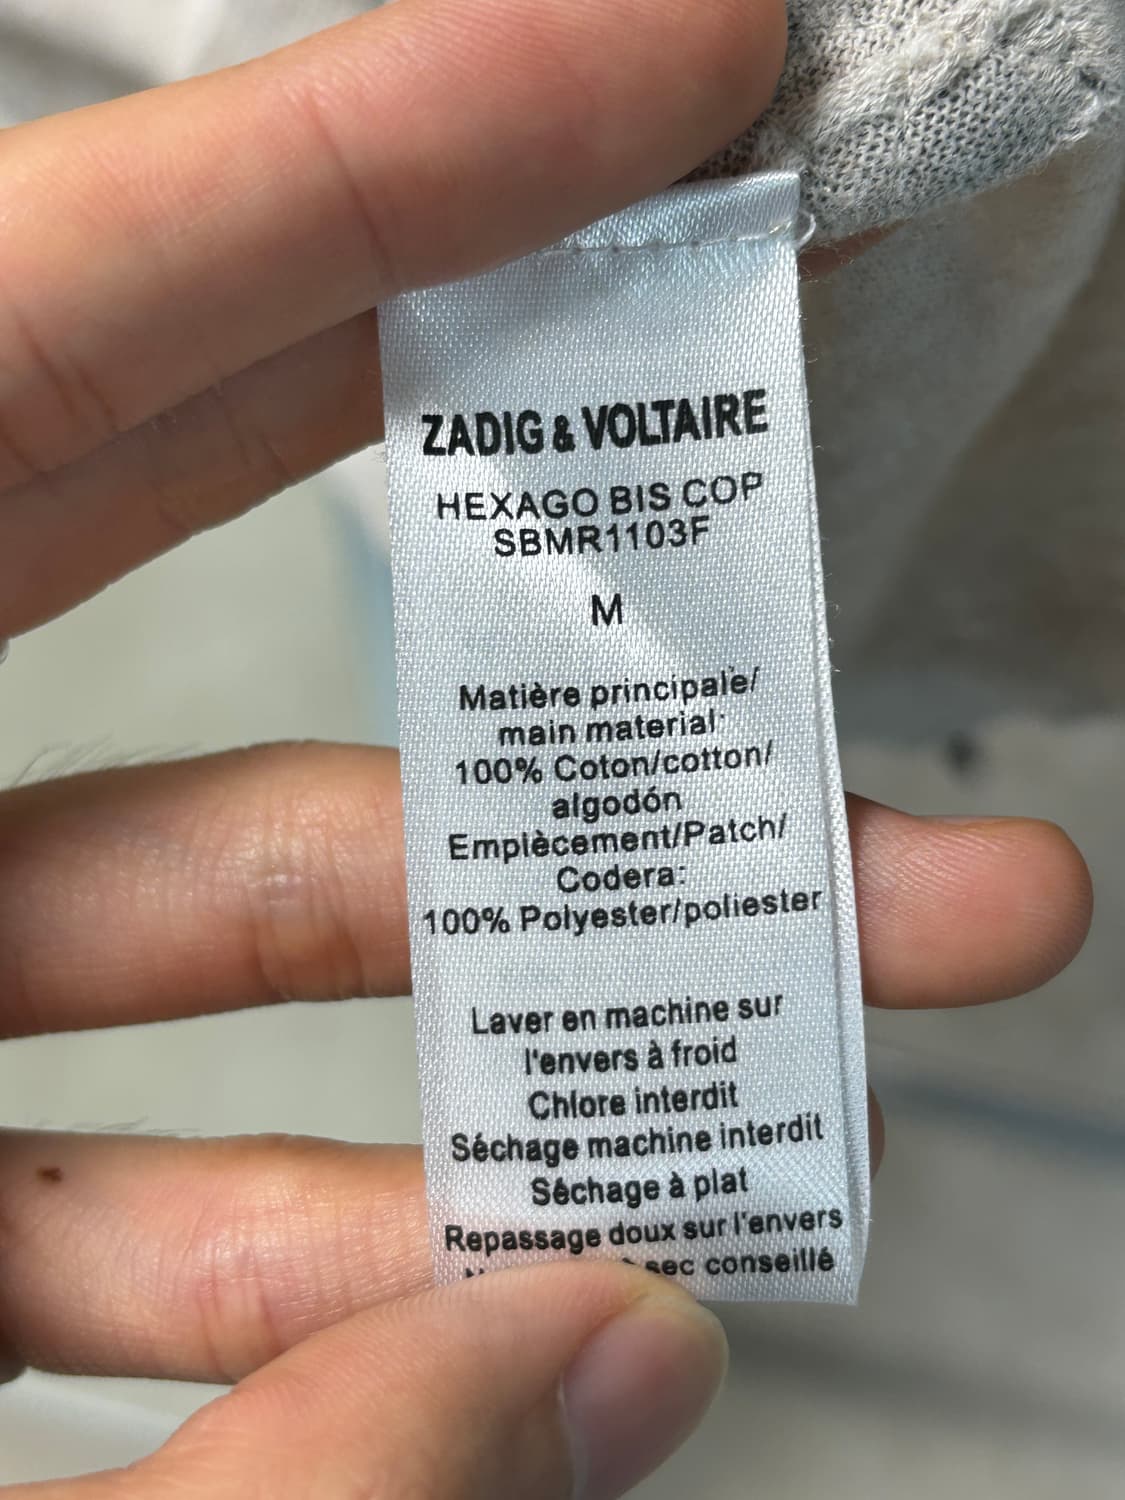 ZADIG & VOLTAIRE
HEXAGO BIS COP
SBMR1103F
M
Matière principale/
main material:
100% Coton/cotton/
algodón
Emplècement/Patch/
Codera:
100% Polyester/poliester
Laver en machine sur
l'envers à froid
Chlore interdit
Séchage machine interdit
Séchage à plat
Repassage doux sur l'envers
sec conseillé